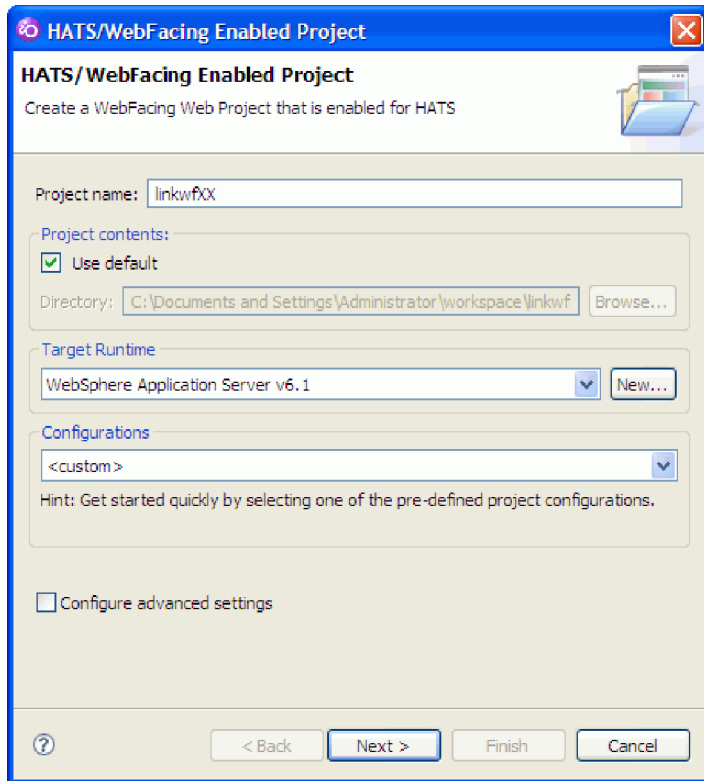 HATS/WebFacing Enabled Project
HATS/WebFacing Enabled Project
Create a WebFacing Web Project that is enabled for HATS
Project name: linkwfXX
Project contents:
Use default
Directory: C:\Documents and Settings\Administrator\workspace\linkwf Browse...
Target Runtime
WebSphere Application Server v6.1 New...
Configurations
<custom>
Hint: Get started quickly by selecting one of the pre-defined project configurations.
Configure advanced settings
? < Back Next > Finish Cancel